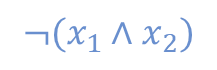 ¬(𝑥₁ ∧ 𝑥₂)